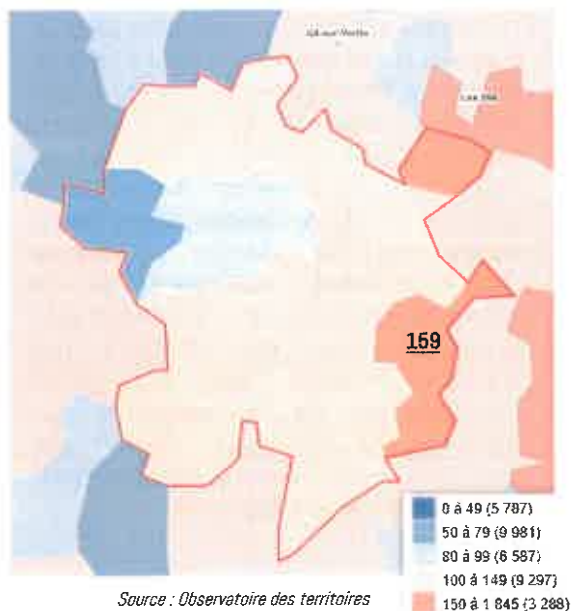 159
0 à 49 (5 787)
50 à 79 (9 981)
80 à 99 (6 587)
100 à 149 (9 297)
150 à 1 845 (3 288)
Source : Observatoire des territoires